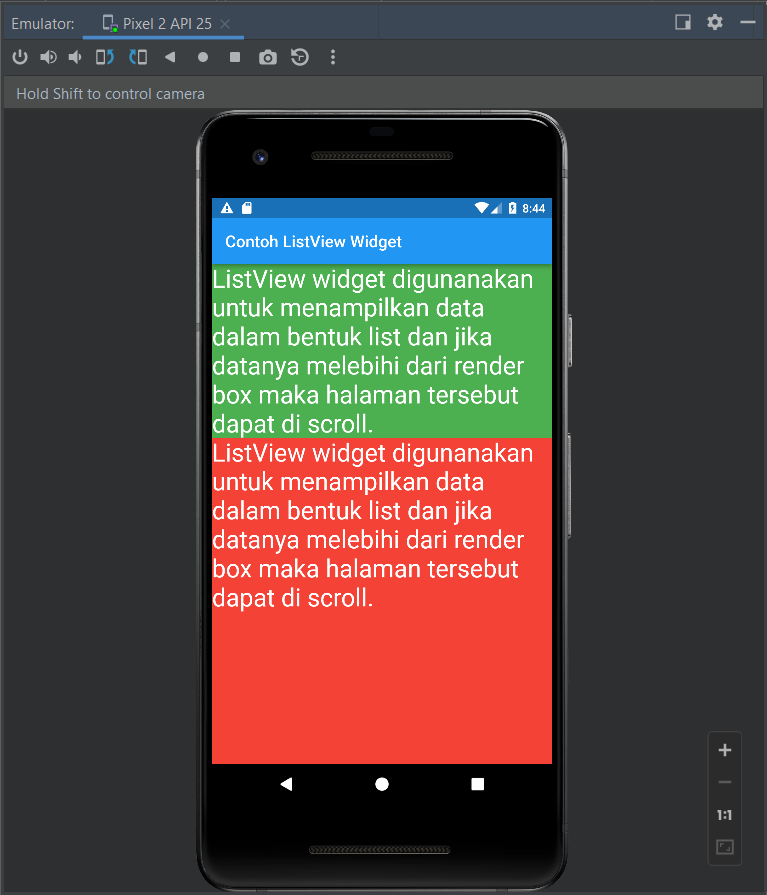 Emulator:
Pixel 2 API 25
Hold Shift to control camera
8:44
Contoh ListView Widget
ListView widget digunanakan
untuk menampilkan data
dalam bentuk list dan jika
datanya melebihi dari render
box maka halaman tersebut
dapat di scroll.
ListView widget digunanakan
untuk menampilkan data
dalam bentuk list dan jika
datanya melebihi dari render
box maka halaman tersebut
dapat di scroll.
1:1